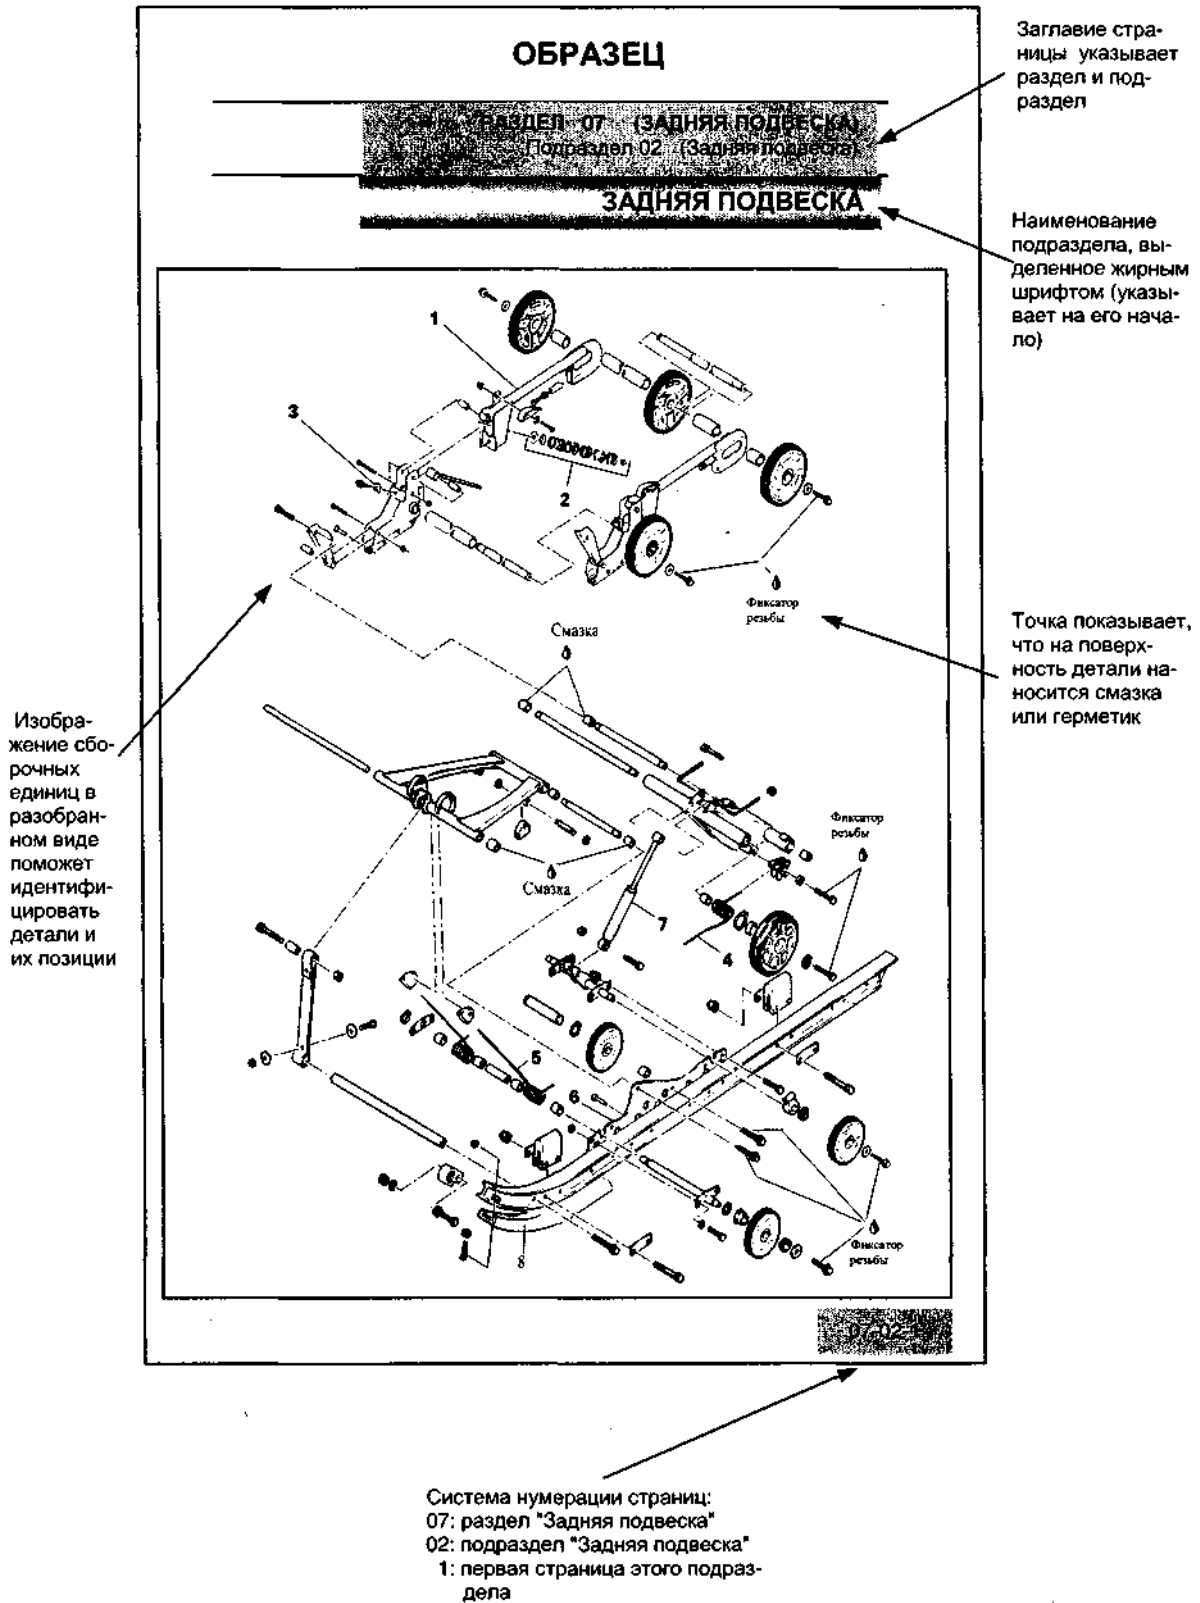 ОБРАЗЕЦ
РАЗДЕЛ 07 (ЗАДНЯЯ ПОДВЕСКА)
Подраздел 02 (Задняя подвеска)
ЗАДНЯЯ ПОДВЕСКА
Заглавие стра-
ницы указывает
раздел и под-
раздел
Наименование
подраздела, вы-
деленное жирным
шрифтом (указы-
вает на его нача-
ло)
1
3
2
Фиксатор
резьбы
Точка показывает,
что на поверх-
ность детали на-
носится смазка
или герметик
Смазка
Изобра-
жение сбо-
рочных
единиц в
разобран-
ном виде
поможет
идентифи-
цировать
детали и
их позиции
Фиксатор
резьбы
Смазка
7
4
5
6
8
Фиксатор
резьбы
07-02-1
Система нумерации страниц:
07: раздел "Задняя подвеска"
02: подраздел "Задняя подвеска"
1: первая страница этого подраз-
дела